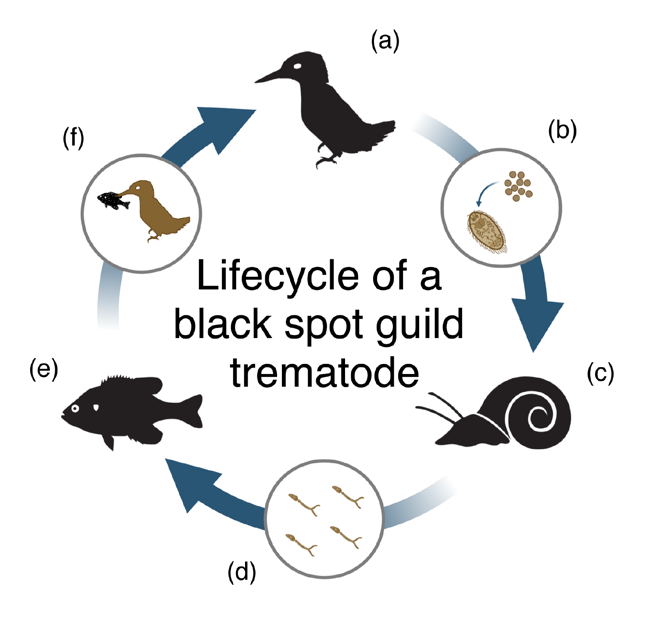 (a)
(b)
(f)
Lifecycle of a
black spot guild
trematode
(e)
(c)
(d)